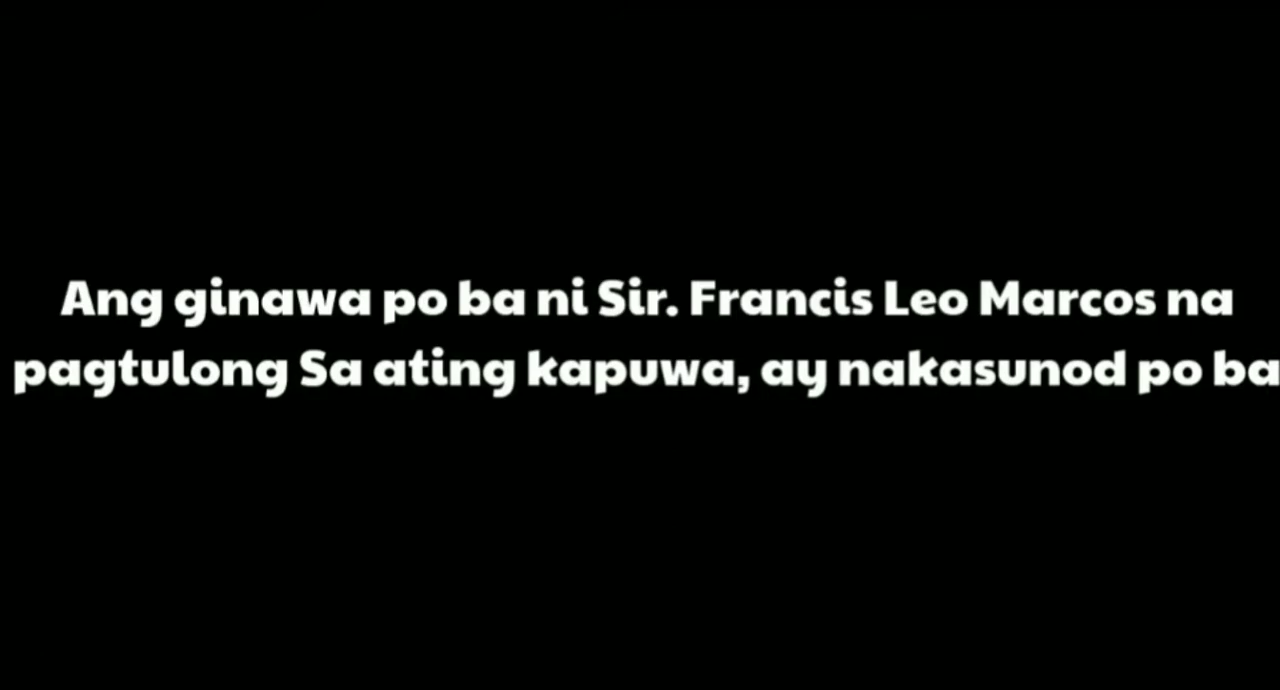 Ang ginawa po ba ni Sir. Francis Leo Marcos na
pagtulong Sa ating kapuwa, ay nakasunod po ba